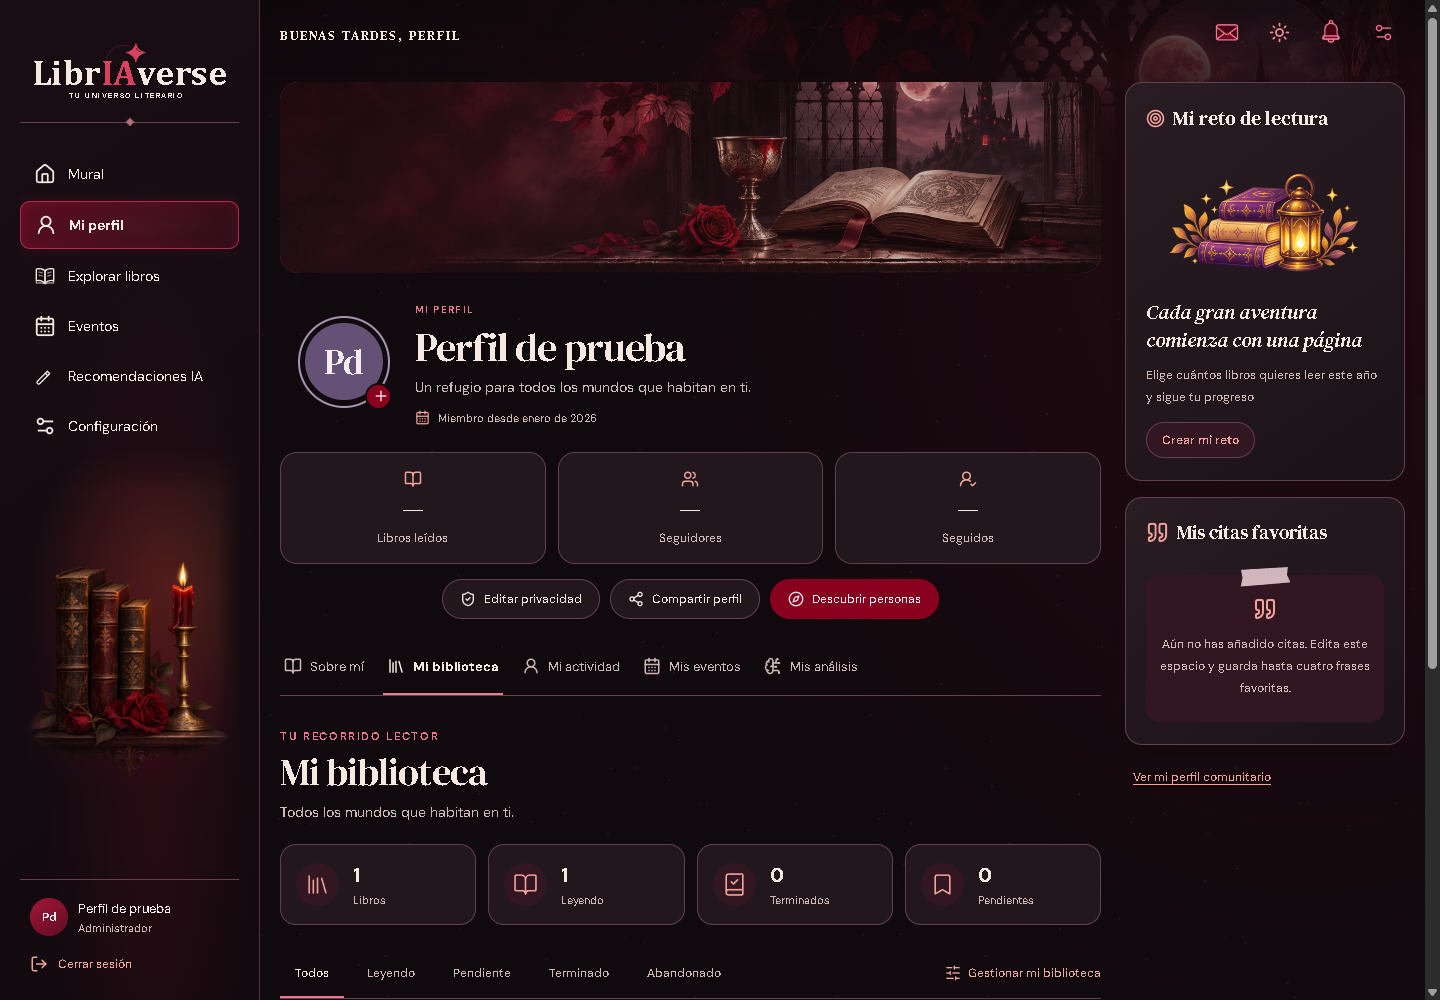 LibrIAverse
TU UNIVERSO LITERARIO
Mural
Mi perfil
Explorar libros
Eventos
Recomendaciones IA
Configuración
Pd
Perfil de prueba
Administrador
Cerrar sesión
BUENAS TARDES, PERFIL
Pd
MI PERFIL
Perfil de prueba
Un refugio para todos los mundos que habitan en ti.
Miembro desde enero de 2026
—
Libros leídos
—
Seguidores
—
Seguidos
Editar privacidad
Compartir perfil
Descubrir personas
Sobre mí
Mi biblioteca
Mi actividad
Mis eventos
Mis análisis
TU RECORRIDO LECTOR
Mi biblioteca
Todos los mundos que habitan en ti.
1
Libros
1
Leyendo
0
Terminados
0
Pendientes
Todos
Leyendo
Pendiente
Terminado
Abandonado
Gestionar mi biblioteca
Mi reto de lectura
Cada gran aventura
comienza con una página
Elige cuántos libros quieres leer este año
y sigue tu progreso
Crear mi reto
Mis citas favoritas
Aún no has añadido citas. Edita este
espacio y guarda hasta cuatro frases
favoritas.
Ver mi perfil comunitario